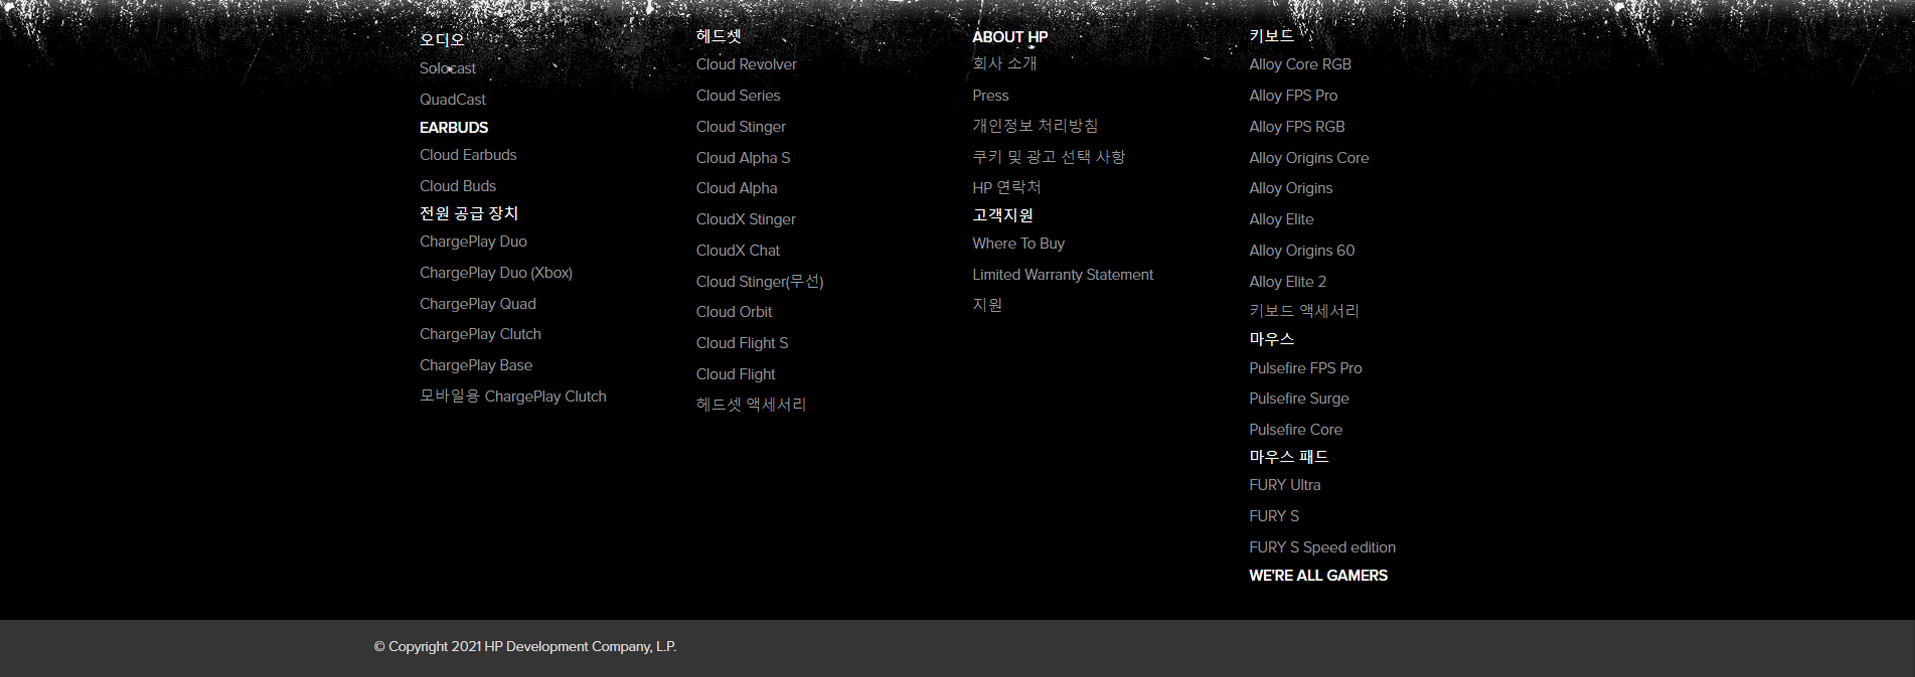 오디오
Solocast
QuadCast
EARBUDS
Cloud Earbuds
Cloud Buds
전원 공급 장치
ChargePlay Duo
ChargePlay Duo (Xbox)
ChargePlay Quad
ChargePlay Clutch
ChargePlay Base
모바일용 ChargePlay Clutch
헤드셋
Cloud Revolver
Cloud Series
Cloud Stinger
Cloud Alpha S
Cloud Alpha
CloudX Stinger
CloudX Chat
Cloud Stinger(무선)
Cloud Orbit
Cloud Flight S
Cloud Flight
헤드셋 액세서리
ABOUT HP
회사 소개
Press
개인정보 처리방침
쿠키 및 광고 선택 사항
HP 연락처
고객지원
Where To Buy
Limited Warranty Statement
지원
키보드
Alloy Core RGB
Alloy FPS Pro
Alloy FPS RGB
Alloy Origins Core
Alloy Origins
Alloy Elite
Alloy Origins 60
Alloy Elite 2
키보드 액세서리
마우스
Pulsefire FPS Pro
Pulsefire Surge
Pulsefire Core
마우스 패드
FURY Ultra
FURY S
FURY S Speed edition
WE'RE ALL GAMERS
© Copyright 2021 HP Development Company, L.P.